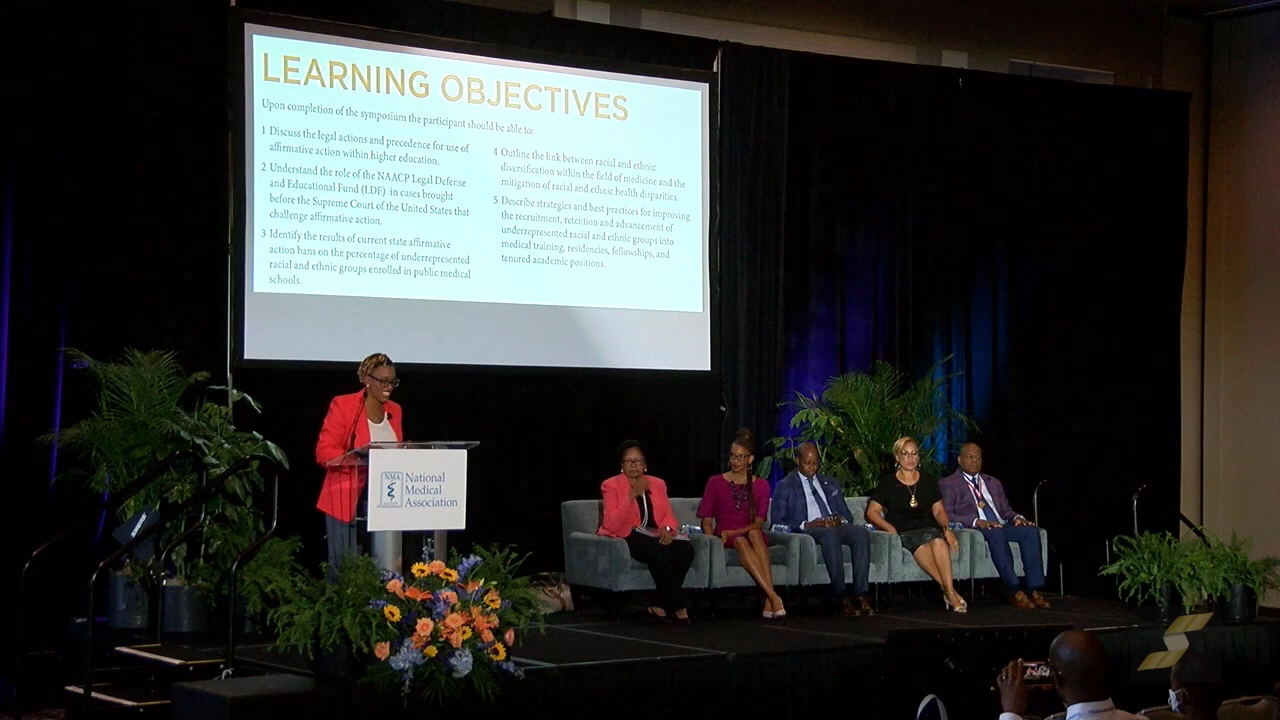 LEARNING OBJECTIVES
Upon completion of the symposium the participant should be able to:
1 Discuss the legal actions and precedence for use of
affirmative action within higher education.
2 Understand the role of the NAACP Legal Defense
and Educational Fund (LDF) in cases brought
before the Supreme Court of the United States that
challenge affirmative action.
3 Identify the results of current state affirmative
action bans on the percentage of underrepresented
racial and ethnic groups enrolled in public medical
schools.
4 Outline the link between racial and ethnic
diversification within the field of medicine and the
mitigation of racial and ethnic health disparities.
5 Describe strategies and best practices for improving
the recruitment, retention and advancement of
underrepresented racial and ethnic groups into
medical training, residencies, fellowships, and
tenured academic positions.
NMA
National
Medical
Association